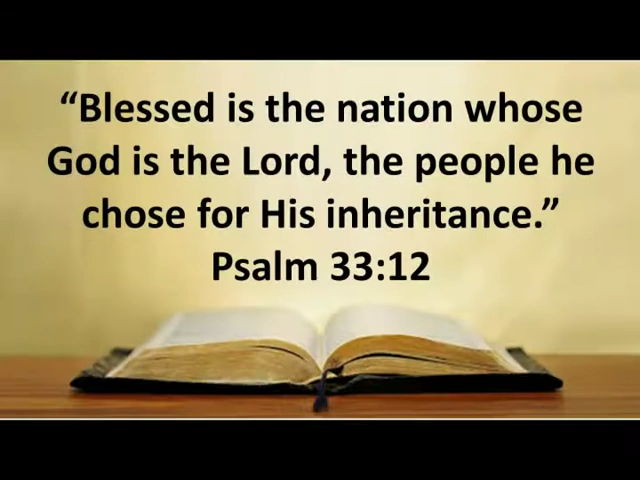 “Blessed is the nation whose
God is the Lord, the people he
chose for His inheritance.”
Psalm 33:12